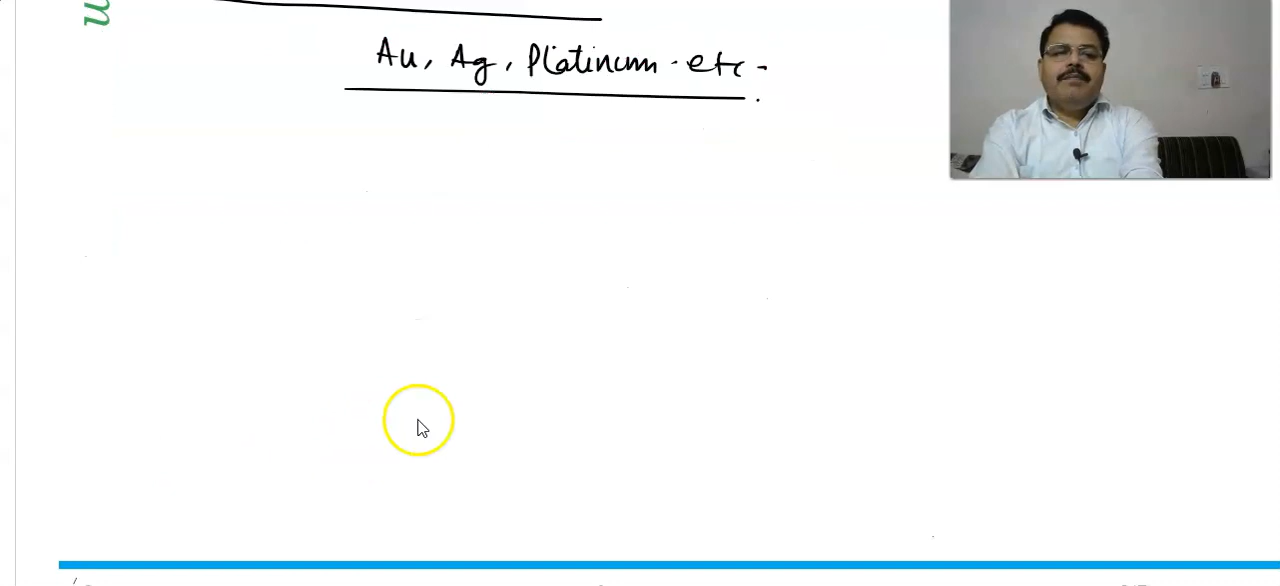 Au, Ag, Platinum . etc -